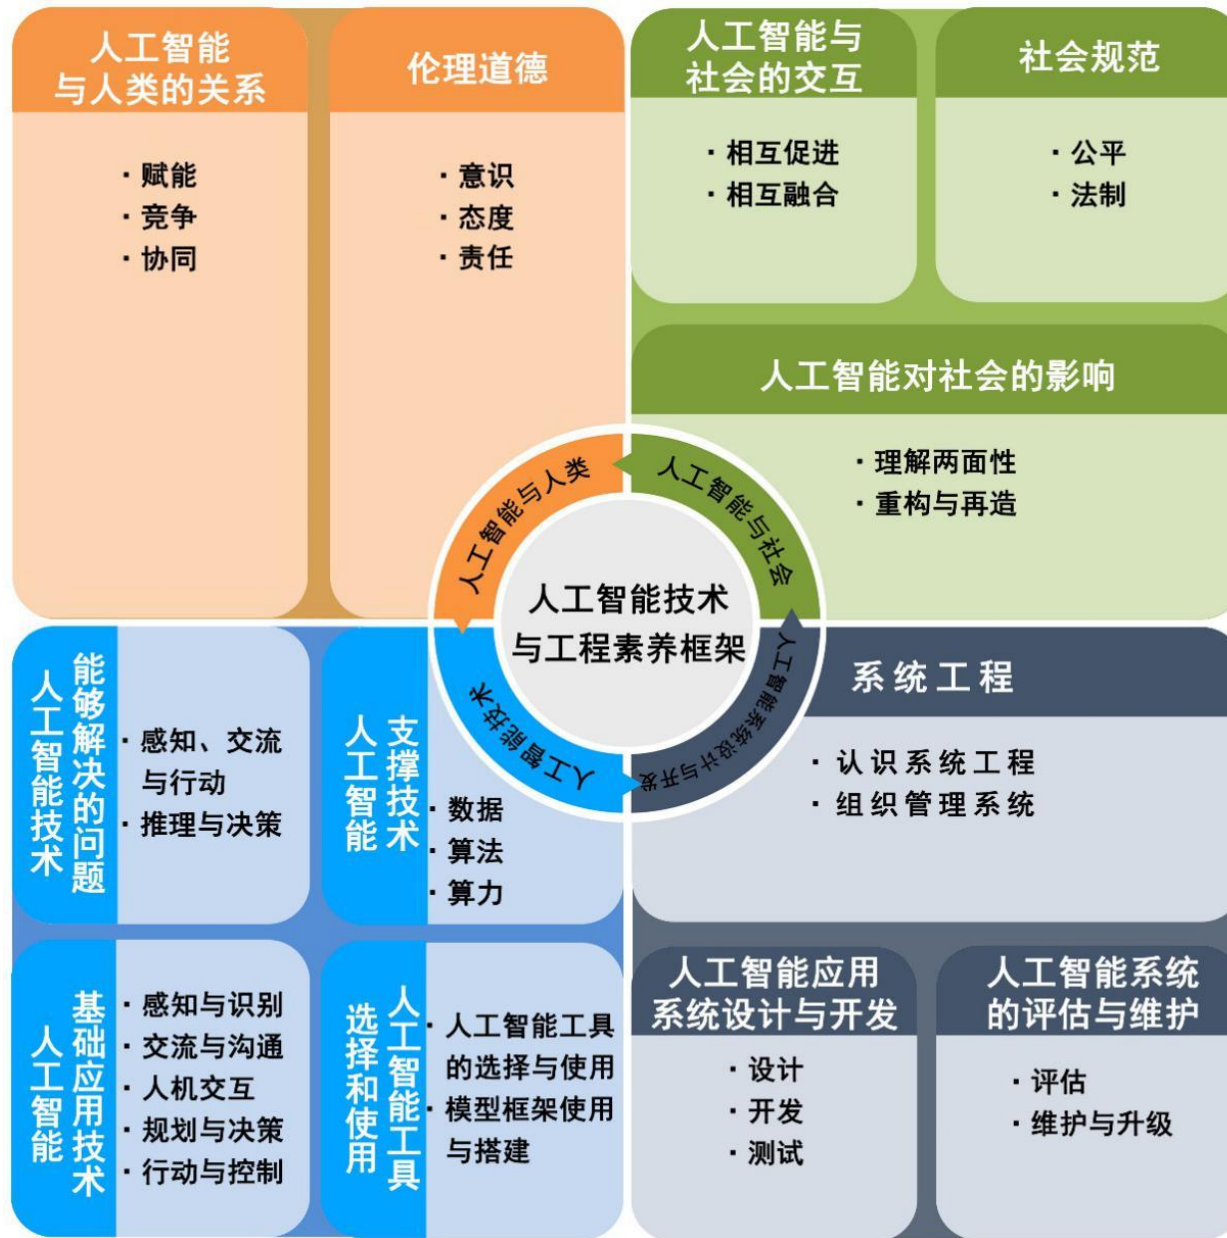 人工智能
与人类的关系
· 赋能
· 竞争
· 协同
伦理道德
· 意识
· 态度
· 责任
人工智能与
社会的交互
· 相互促进
· 相互融合
社会规范
· 公平
· 法制
人工智能对社会的影响
· 理解两面性
· 重构与再造
人工智能与人类
人工智能与社会
人工智能技术
与工程素养框架
人工智能技术
人工智能系统设计与开发
人工智能技术
能够解决的问题
· 感知、交流
与行动
· 推理与决策
人工智能
支撑技术
· 数据
· 算法
· 算力
系统工程
· 认识系统工程
· 组织管理系统
人工智能
基础应用技术
· 感知与识别
· 交流与沟通
· 人机交互
· 规划与决策
· 行动与控制
人工智能工具
选择和使用
· 人工智能工具
的选择与使用
· 模型框架使用
与搭建
人工智能应用
系统设计与开发
· 设计
· 开发
· 测试
人工智能系统
的评估与维护
· 评估
· 维护与升级